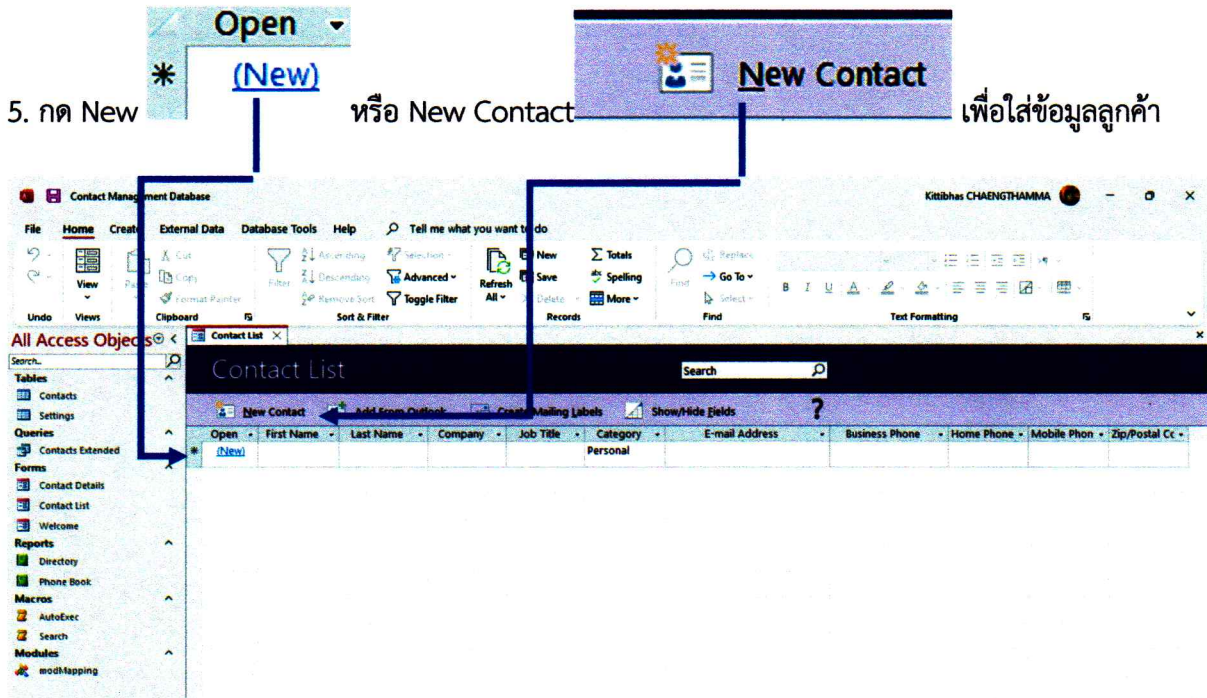 Open
(New)
New Contact
5. กด New หรือ New Contact เพื่อใส่ข้อมูลลูกค้า
Contact Management Database
Kittibhas CHAENGTHAMMA
File Home Create External Data Database Tools Help Tell me what you want to do
View
Paste
Cut
Copy
Format Painter
Filter
Ascending
Descending
Remove Sort
Selection
Advanced
Toggle Filter
Refresh All
New
Save
Delete
Totals
Spelling
More
Find
Replace
Go To
Select
B I U A
Undo Views Clipboard Sort & Filter Records Find Text Formatting
All Access Objects
Search...
Tables
Contacts
Settings
Queries
Contacts Extended
Forms
Contact Details
Contact List
Welcome
Reports
Directory
Phone Book
Macros
AutoExec
Search
Modules
modMapping
Contact List
Contact List
Search
New Contact Add From Outlook Create Mailing Labels Show/Hide Fields ?
Open First Name Last Name Company Job Title Category E-mail Address Business Phone Home Phone Mobile Phon Zip/Postal Cc
* (New) Personal